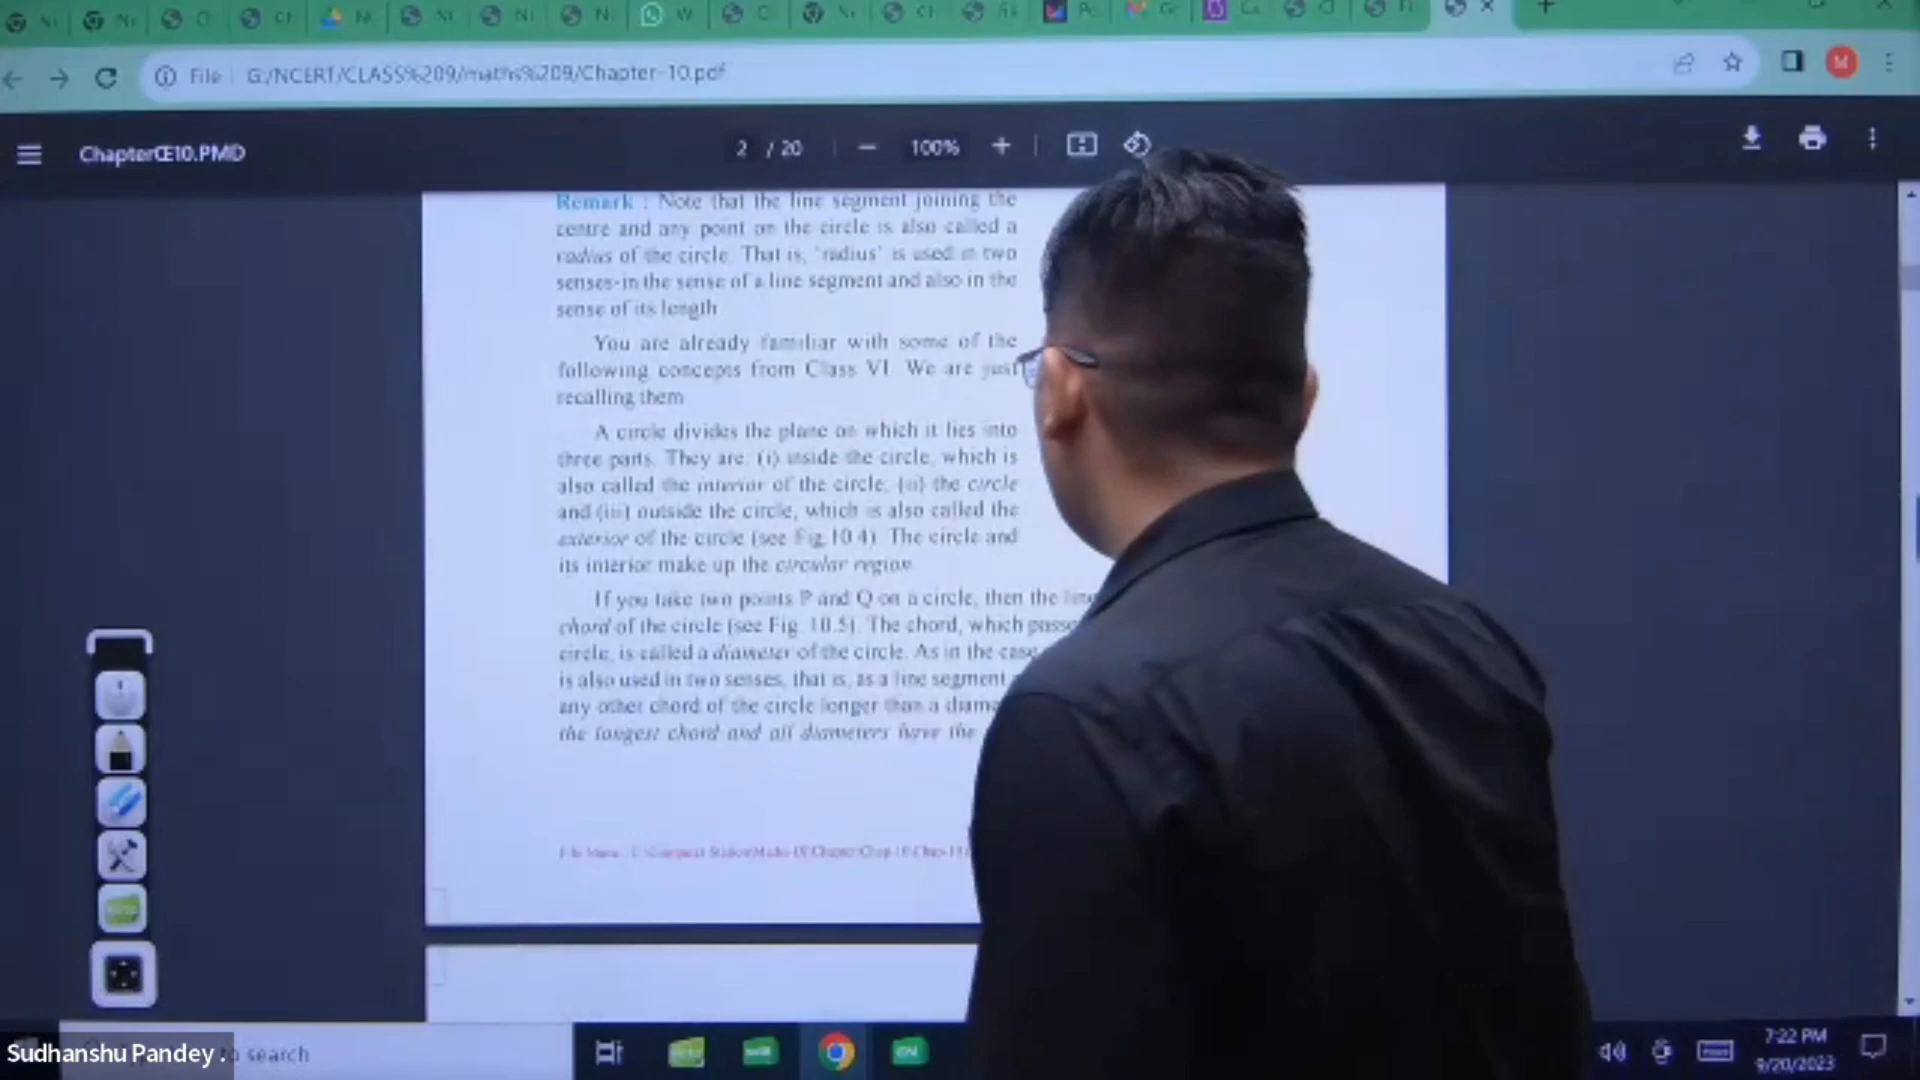 File G:/NCERT/CLASS%209/maths%209/Chapter-10.pdf
M
ChapterŒ10.PMD
2 / 20
100%
Remark : Note that the line segment joining the
centre and any point on the circle is also called a
radius of the circle. That is, 'radius' is used in two
senses-in the sense of a line segment and also in the
sense of its length
You are already familiar with some of the
following concepts from Class VI. We are just
recalling them
A circle divides the plane on which it lies into
three parts. They are: (i) inside the circle, which is
also called the interior of the circle; (ii) the circle
and (iii) outside the circle, which is also called the
exterior of the circle (see Fig.10.4). The circle and
its interior make up the circular region
If you take two points P and Q on a circle, then the line
chord of the circle (see Fig. 10.5). The chord, which passe
circle, is called a diameter of the circle. As in the case
is also used in two senses, that is, as a line segment
any other chord of the circle longer than a diame
the longest chord and all diameters have the
Sudhanshu Pandey .
search
7:22 PM
9/20/2023